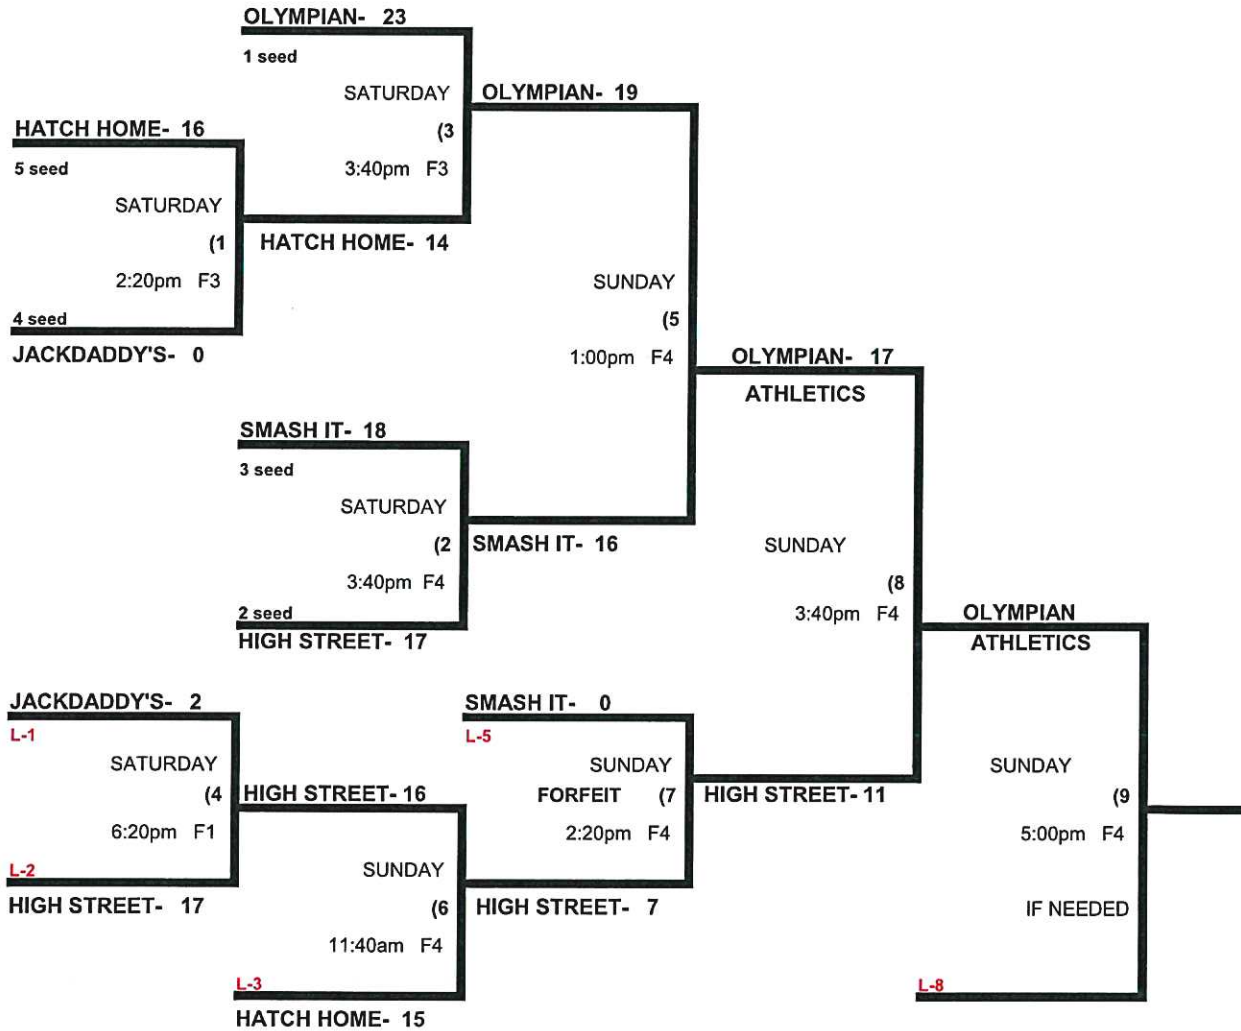 OLYMPIAN- 23
1 seed
SATURDAY
(3
3:40pm F3
OLYMPIAN- 19
HATCH HOME- 16
5 seed
SATURDAY
(1
2:20pm F3
4 seed
JACKDADDY'S- 0
HATCH HOME- 14
SUNDAY
(5
1:00pm F4
OLYMPIAN- 17
ATHLETICS
SMASH IT- 18
3 seed
SATURDAY
(2
3:40pm F4
2 seed
HIGH STREET- 17
SMASH IT- 16
SUNDAY
(8
3:40pm F4
OLYMPIAN
ATHLETICS
JACKDADDY'S- 2
L-1
SATURDAY
(4
6:20pm F1
L-2
HIGH STREET- 17
HIGH STREET- 16
SUNDAY
(6
11:40am F4
L-3
HATCH HOME- 15
SMASH IT- 0
L-5
SUNDAY
FORFEIT (7
2:20pm F4
HIGH STREET- 7
HIGH STREET- 11
SUNDAY
(9
5:00pm F4
IF NEEDED
L-8